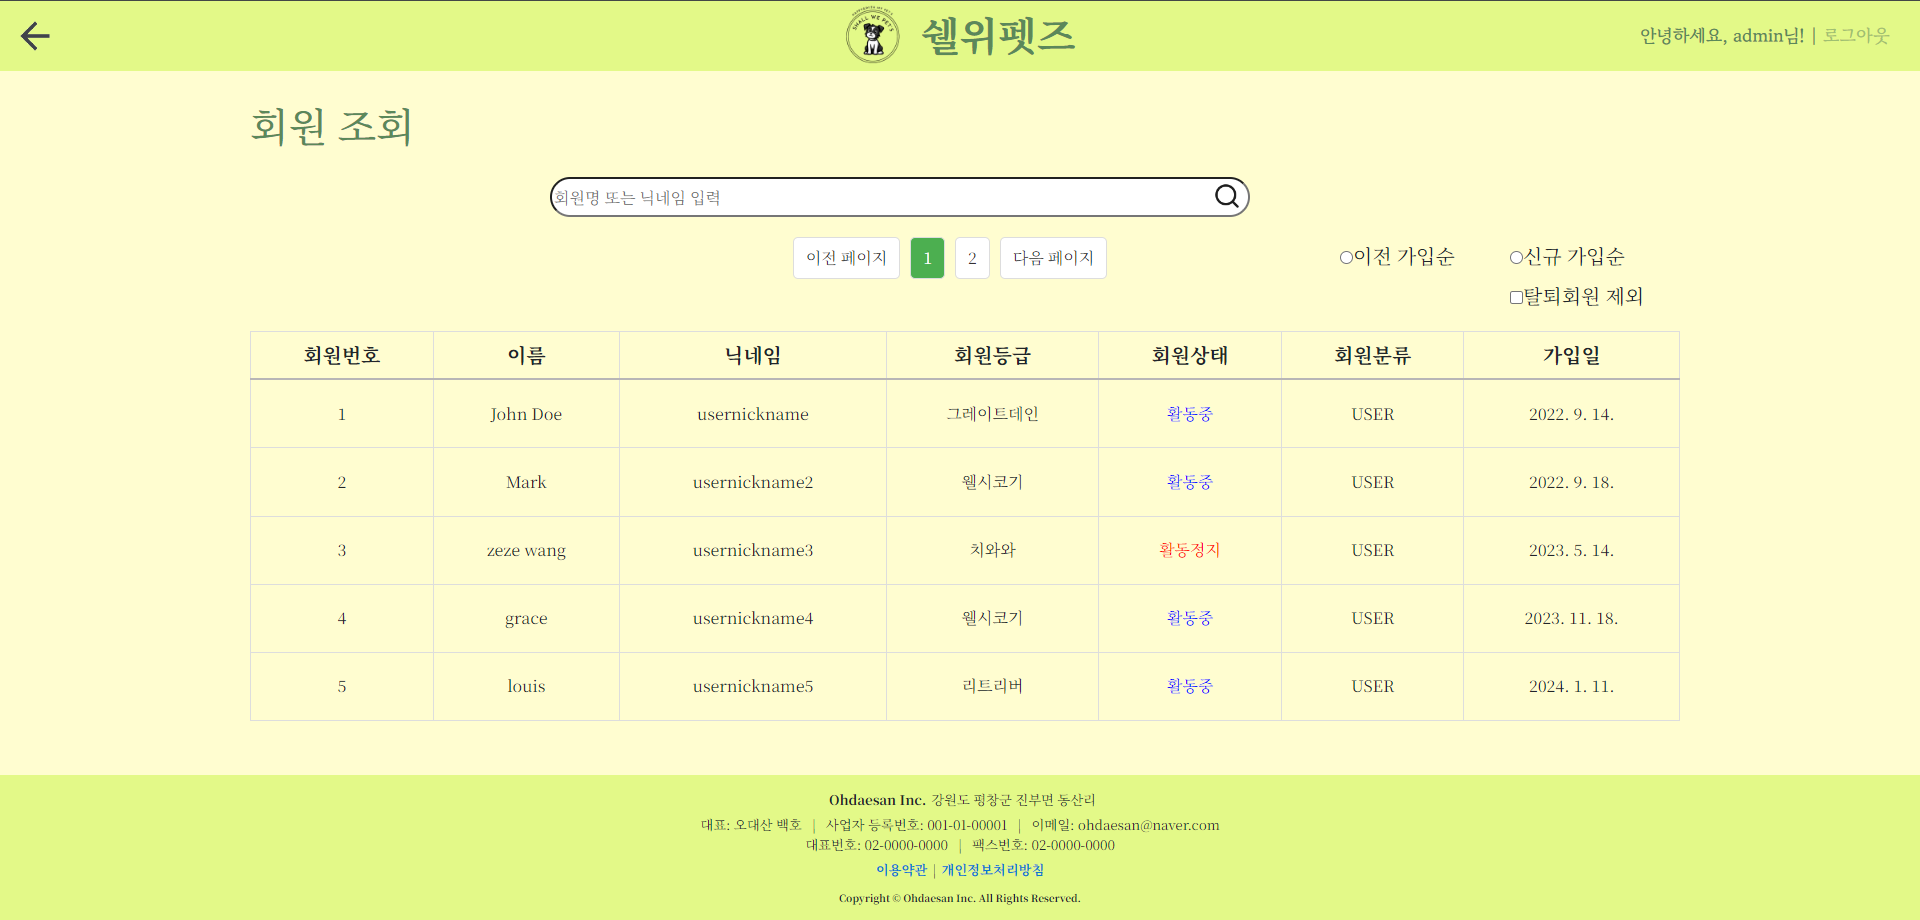 SHALL WE PET'S
쉘위펫즈
안녕하세요, admin님! | 로그아웃
회원 조회
회원명 또는 닉네임 입력
이전 페이지 1 2 다음 페이지
이전 가입순 신규 가입순
탈퇴회원 제외
회원번호 이름 닉네임 회원등급 회원상태 회원분류 가입일
1 John Doe usernickname 그레이트데인 활동중 USER 2022. 9. 14.
2 Mark usernickname2 웰시코기 활동중 USER 2022. 9. 18.
3 zeze wang usernickname3 치와와 활동정지 USER 2023. 5. 14.
4 grace usernickname4 웰시코기 활동중 USER 2023. 11. 18.
5 louis usernickname5 리트리버 활동중 USER 2024. 1. 11.
Ohdaesan Inc. 강원도 평창군 진부면 동산리
대표: 오대산 백호 | 사업자 등록번호: 001-01-00001 | 이메일: ohdaesan@naver.com
대표번호: 02-0000-0000 | 팩스번호: 02-0000-0000
이용약관 | 개인정보처리방침
Copyright © Ohdaesan Inc. All Rights Reserved.